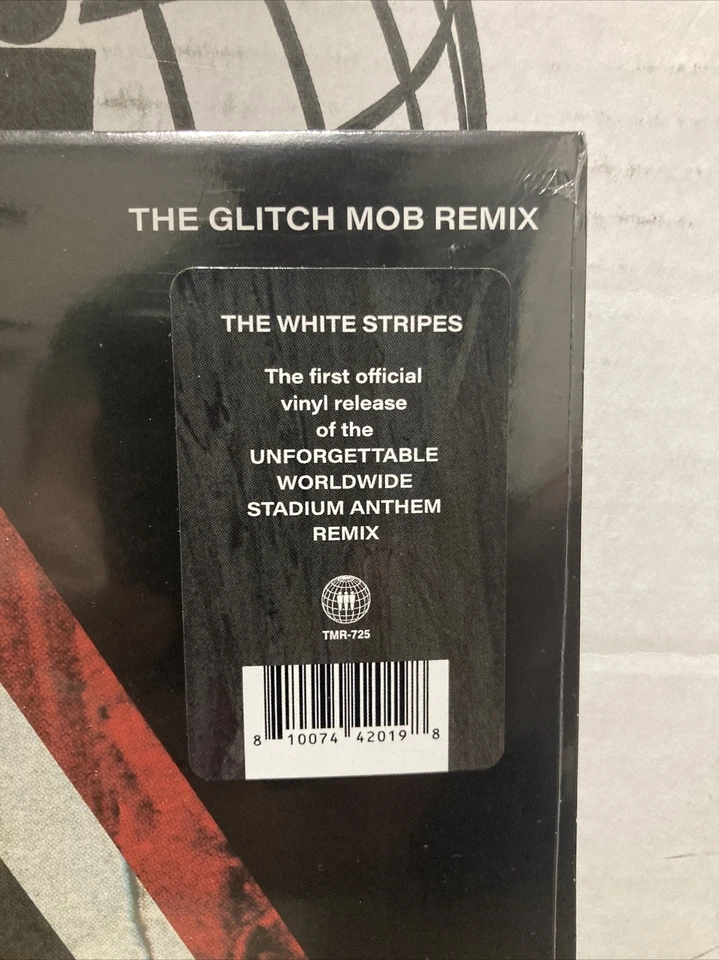 THE GLITCH MOB REMIX
THE WHITE STRIPES
The first official
vinyl release
of the
UNFORGETTABLE
WORLDWIDE
STADIUM ANTHEM
REMIX
TMR-725
8 10074 42019 8